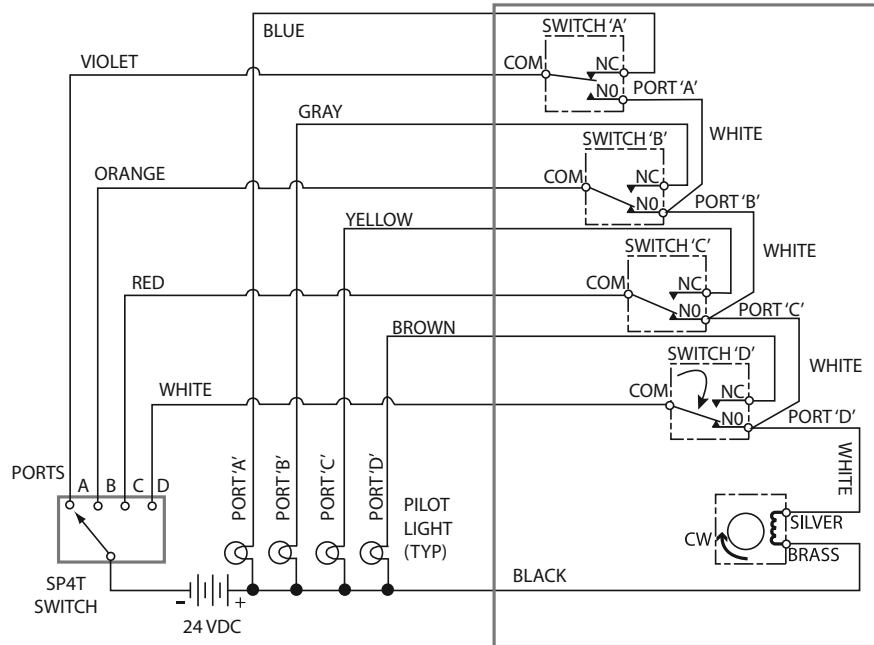 BLUE
SWITCH 'A'
VIOLET
COM
NC
N0
PORT 'A'
GRAY
WHITE
SWITCH 'B'
ORANGE
COM
NC
N0
PORT 'B'
YELLOW
WHITE
SWITCH 'C'
RED
COM
NC
N0
PORT 'C'
BROWN
WHITE
SWITCH 'D'
WHITE
COM
NC
N0
PORT 'D'
WHITE
PORTS
A B C D
PORT 'A'
PORT 'B'
PORT 'C'
PORT 'D'
PILOT
LIGHT
(TYP)
SILVER
CW
BRASS
SP4T
SWITCH
- +
24 VDC
BLACK